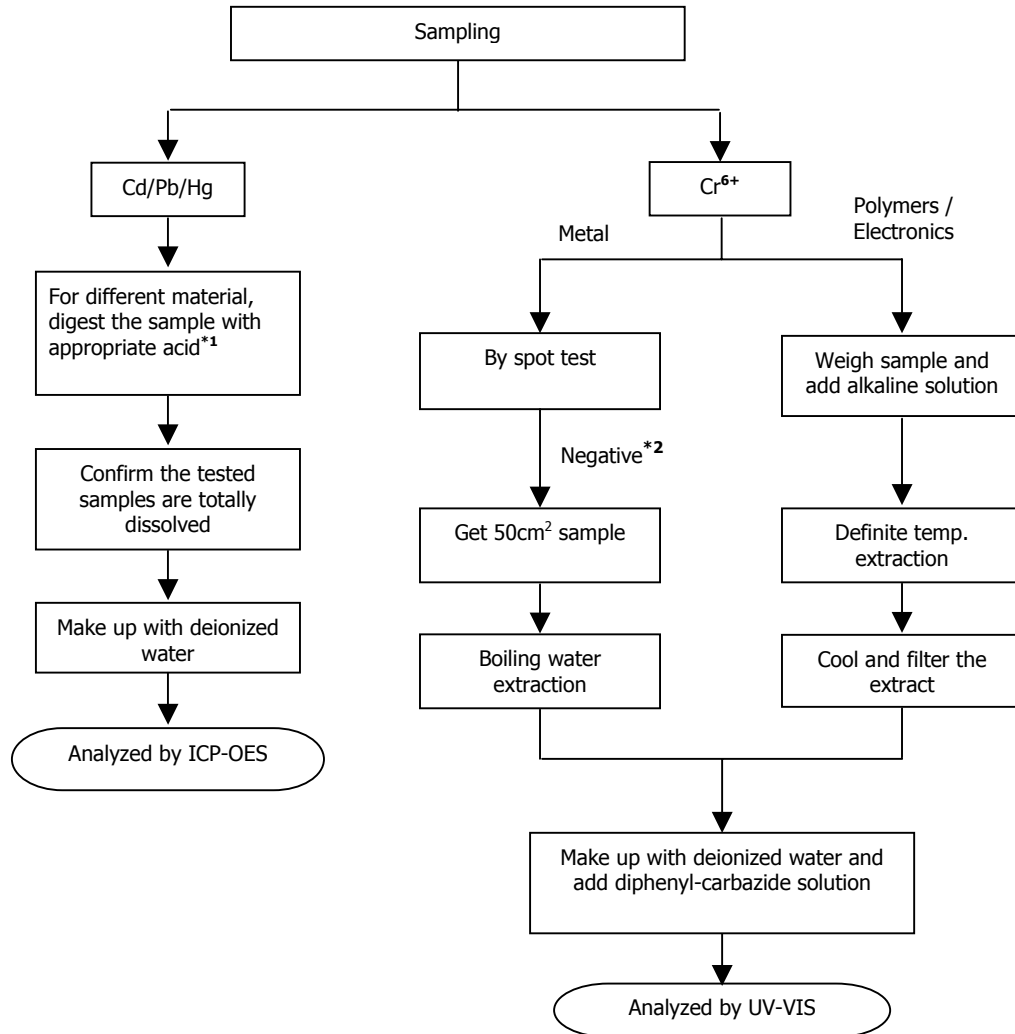 Sampling
Cd/Pb/Hg
For different material,
digest the sample with
appropriate acid*1
Confirm the tested
samples are totally
dissolved
Make up with deionized
water
Analyzed by ICP-OES
Cr6+
Metal
Polymers /
Electronics
By spot test
Negative*2
Get 50cm2 sample
Boiling water
extraction
Weigh sample and
add alkaline solution
Definite temp.
extraction
Cool and filter the
extract
Make up with deionized water and
add diphenyl-carbazide solution
Analyzed by UV-VIS